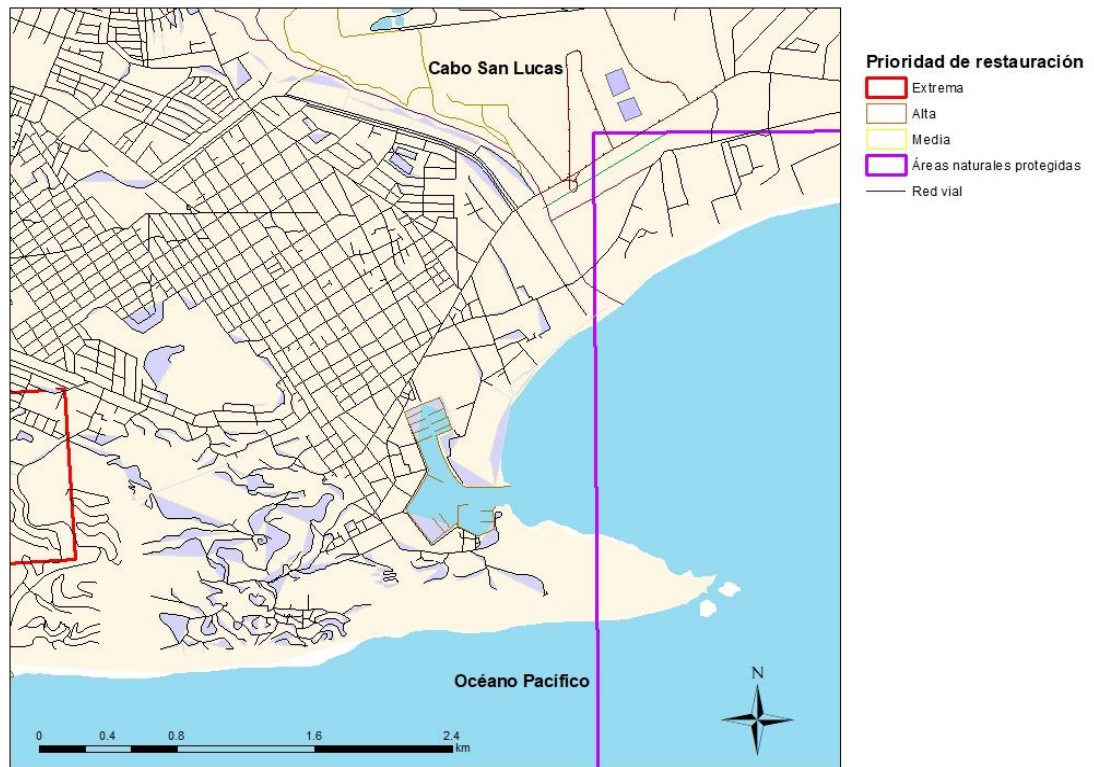 Cabo San Lucas
Océano Pacífico
N
0 0.4 0.8 1.6 2.4
km
Prioridad de restauración
Extrema
Alta
Media
Áreas naturales protegidas
Red vial